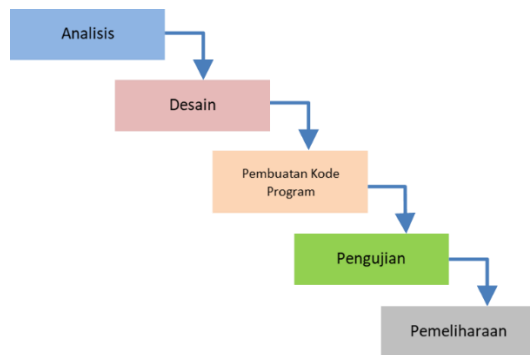 Analisis
Desain
Pembuatan Kode
Program
Pengujian
Pemeliharaan